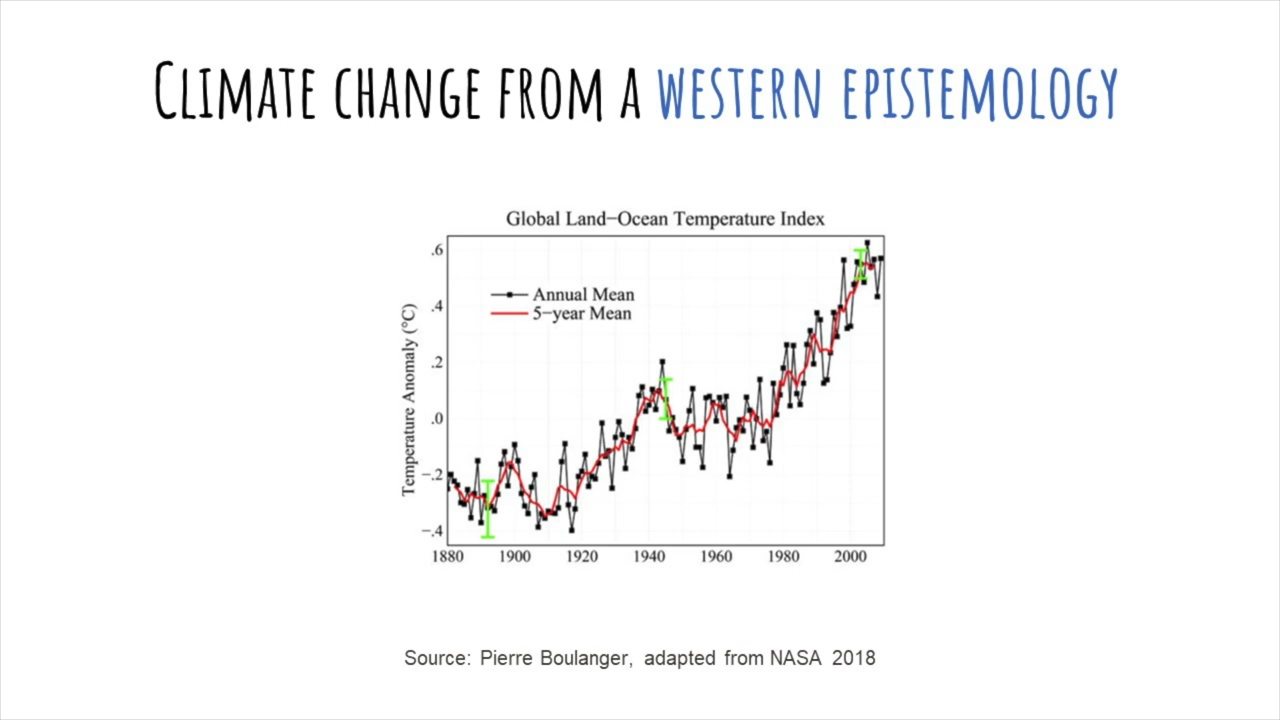 Climate change from a western epistemology
Global Land−Ocean Temperature Index
.6
.4
.2
.0
−.2
−.4
Temperature Anomaly (°C)
Annual Mean
5−year Mean
1880 1900 1920 1940 1960 1980 2000
Source: Pierre Boulanger, adapted from NASA 2018